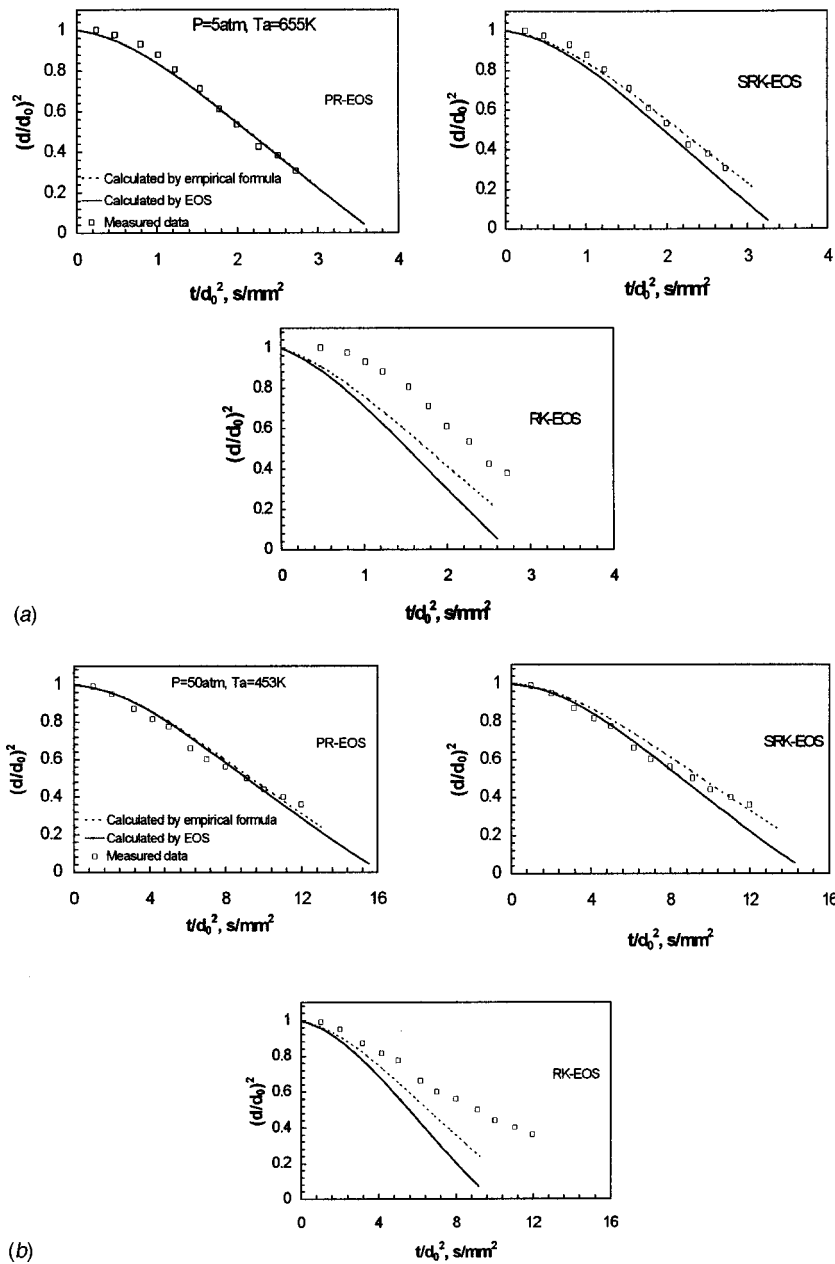 P=5atm, Ta=655K
PR-EOS
(d/d₀)²
1
0.8
0.6
0.4
0.2
0
Calculated by empirical formula
Calculated by EOS
Measured data
0 1 2 3 4
t/d₀², s/mm²
SRK-EOS
(d/d₀)²
1
0.8
0.6
0.4
0.2
0
0 1 2 3 4
t/d₀², s/mm²
RK-EOS
(d/d₀)²
1
0.8
0.6
0.4
0.2
0
0 1 2 3 4
t/d₀², s/mm²
(a)
P=50atm, Ta=453K
PR-EOS
(d/d₀)²
1
0.8
0.6
0.4
0.2
0
Calculated by empirical formula
Calculated by EOS
Measured data
0 4 8 12 16
t/d₀², s/mm²
SRK-EOS
(d/d₀)²
1
0.8
0.6
0.4
0.2
0
0 4 8 12 16
t/d₀², s/mm²
RK-EOS
(d/d₀)²
1
0.8
0.6
0.4
0.2
0
0 4 8 12 16
t/d₀², s/mm²
(b)